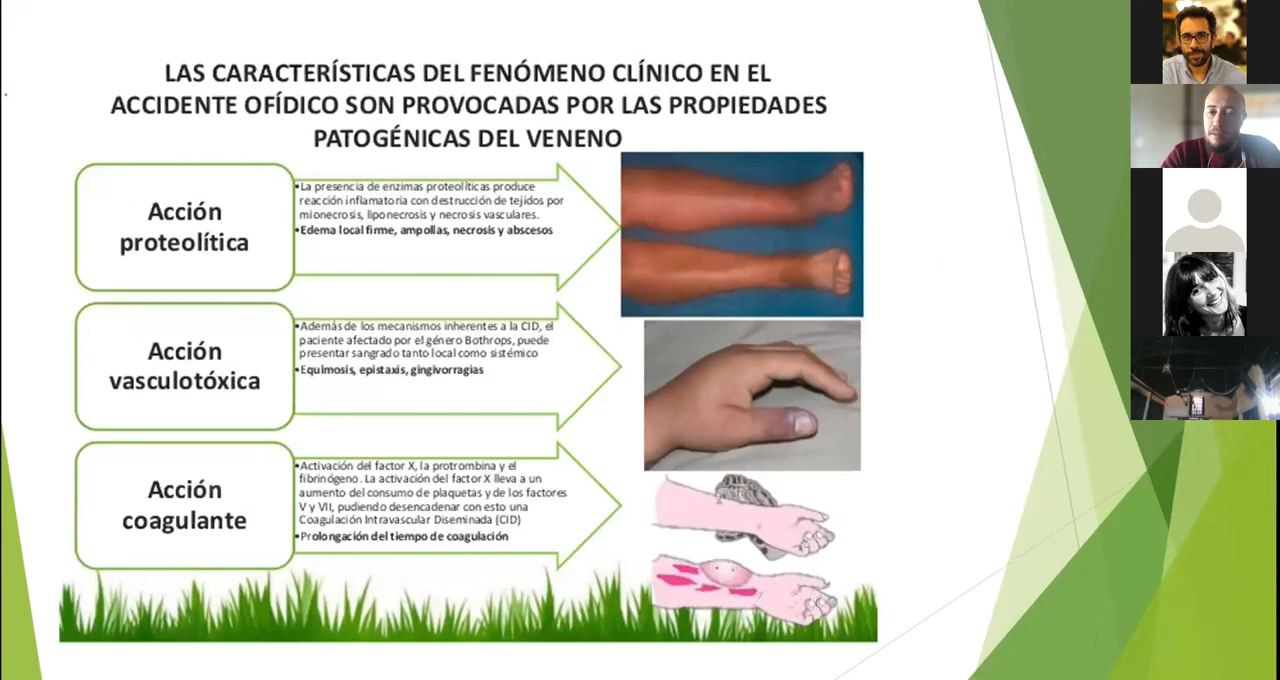 LAS CARACTERÍSTICAS DEL FENÓMENO CLÍNICO EN EL
ACCIDENTE OFÍDICO SON PROVOCADAS POR LAS PROPIEDADES
PATOGÉNICAS DEL VENENO
Acción
proteolítica
•La presencia de enzimas proteolíticas produce
reacción inflamatoria con destrucción de tejidos por
mionecrosis, liponecrosis y necrosis vasculares.
•Edema local firme, ampollas, necrosis y abscesos
Acción
vasculotóxica
•Además de los mecanismos inherentes a la CID, el
paciente afectado por el género Bothrops, puede
presentar sangrado tanto local como sistémico
•Equimosis, epistaxis, gingivorragias
Acción
coagulante
•Activación del factor X, la protrombina y el
fibrinógeno. La activación del factor X lleva a un
aumento del consumo de plaquetas y de los factores
V y VII, pudiendo desencadenar con esto una
Coagulación Intravascular Diseminada (CID)
•Prolongación del tiempo de coagulación